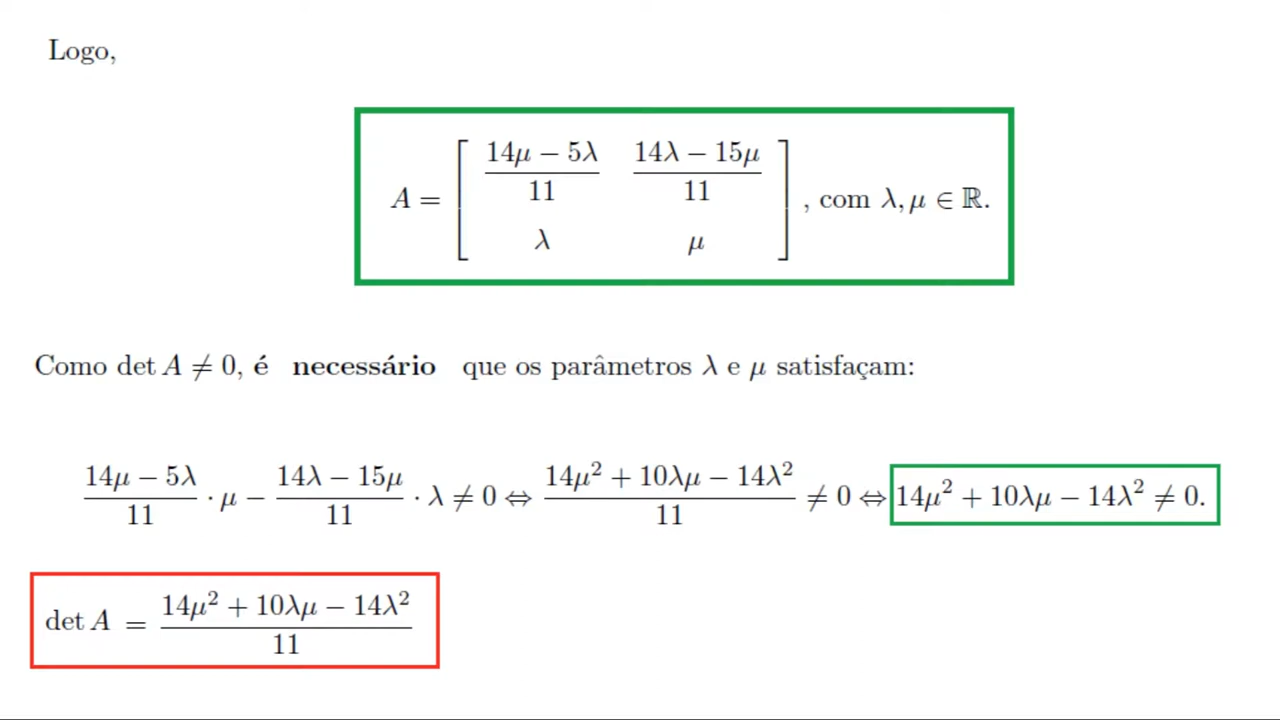 Logo,
A = [ (14μ − 5λ)/11 (14λ − 15μ)/11 ; λ μ ] , com λ, μ ∈ ℝ.
Como det A ≠ 0, é necessário que os parâmetros λ e μ satisfaçam:
(14μ − 5λ)/11 · μ − (14λ − 15μ)/11 · λ ≠ 0 ⇔ (14μ² + 10λμ − 14λ²)/11 ≠ 0 ⇔ 14μ² + 10λμ − 14λ² ≠ 0.
det A = (14μ² + 10λμ − 14λ²)/11